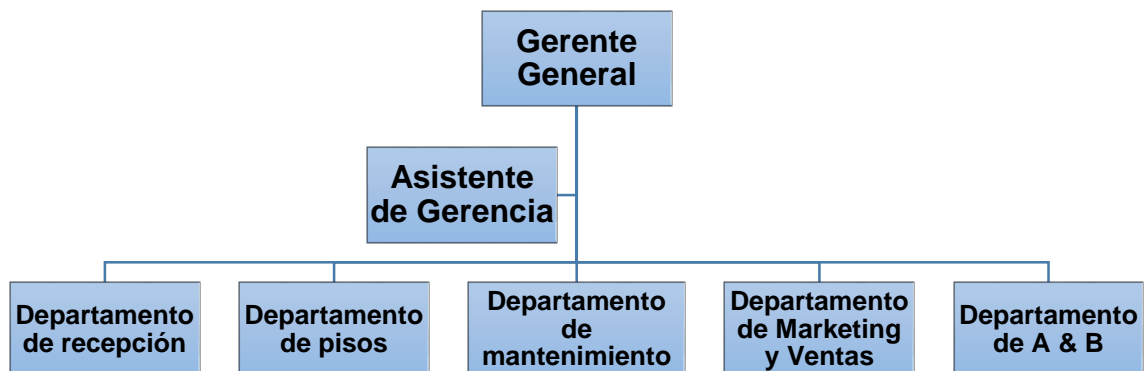 Gerente
General
Asistente
de Gerencia
Departamento
de recepción
Departamento
de pisos
Departamento
de
mantenimiento
Departamento
de Marketing
y Ventas
Departamento
de A & B